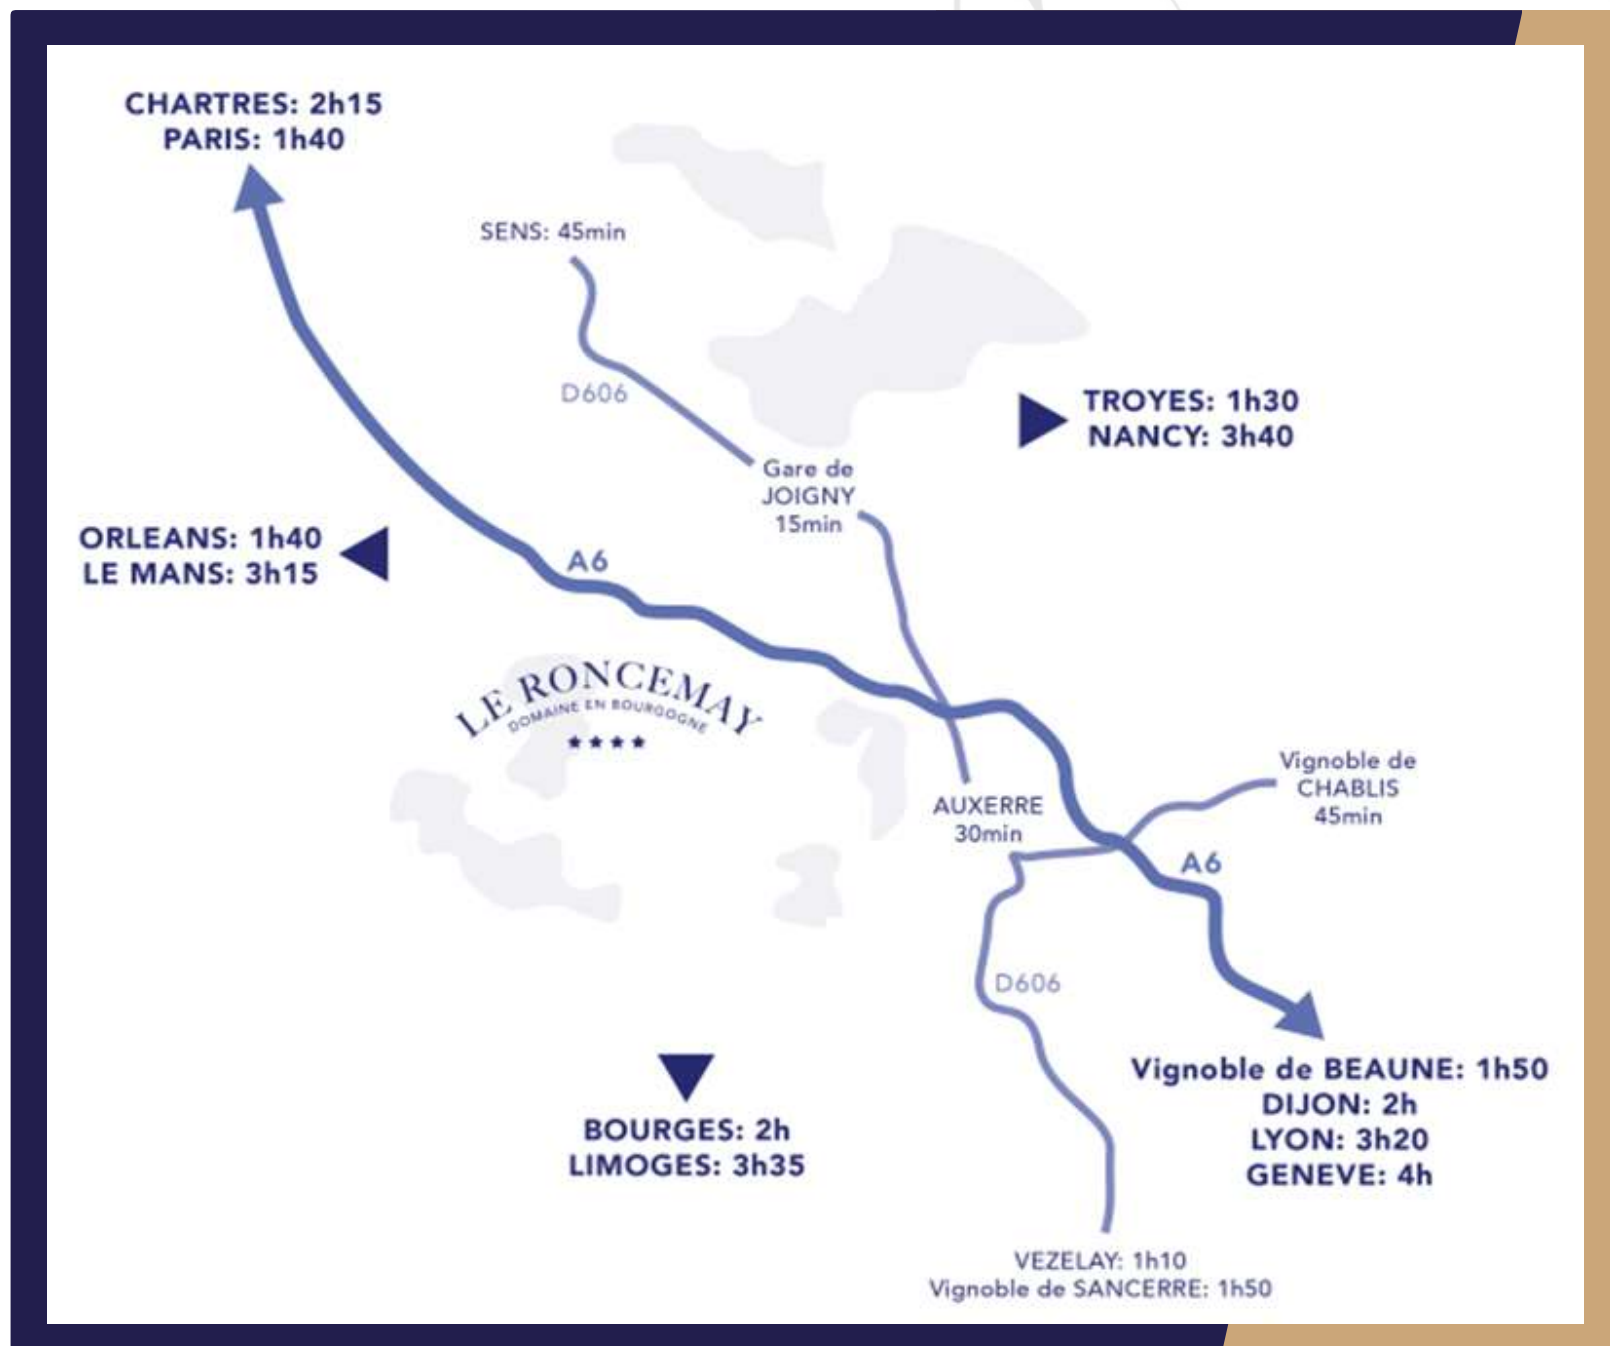 CHARTRES: 2h15
PARIS: 1h40
SENS: 45min
D606
TROYES: 1h30
NANCY: 3h40
Gare de
JOIGNY
15min
ORLEANS: 1h40
LE MANS: 3h15
A6
LE RONCEMAY
DOMAINE EN BOURGOGNE
★★★★
Vignoble de
CHABLIS
45min
AUXERRE
30min
A6
D606
Vignoble de BEAUNE: 1h50
DIJON: 2h
LYON: 3h20
GENEVE: 4h
BOURGES: 2h
LIMOGES: 3h35
VEZELAY: 1h10
Vignoble de SANCERRE: 1h50